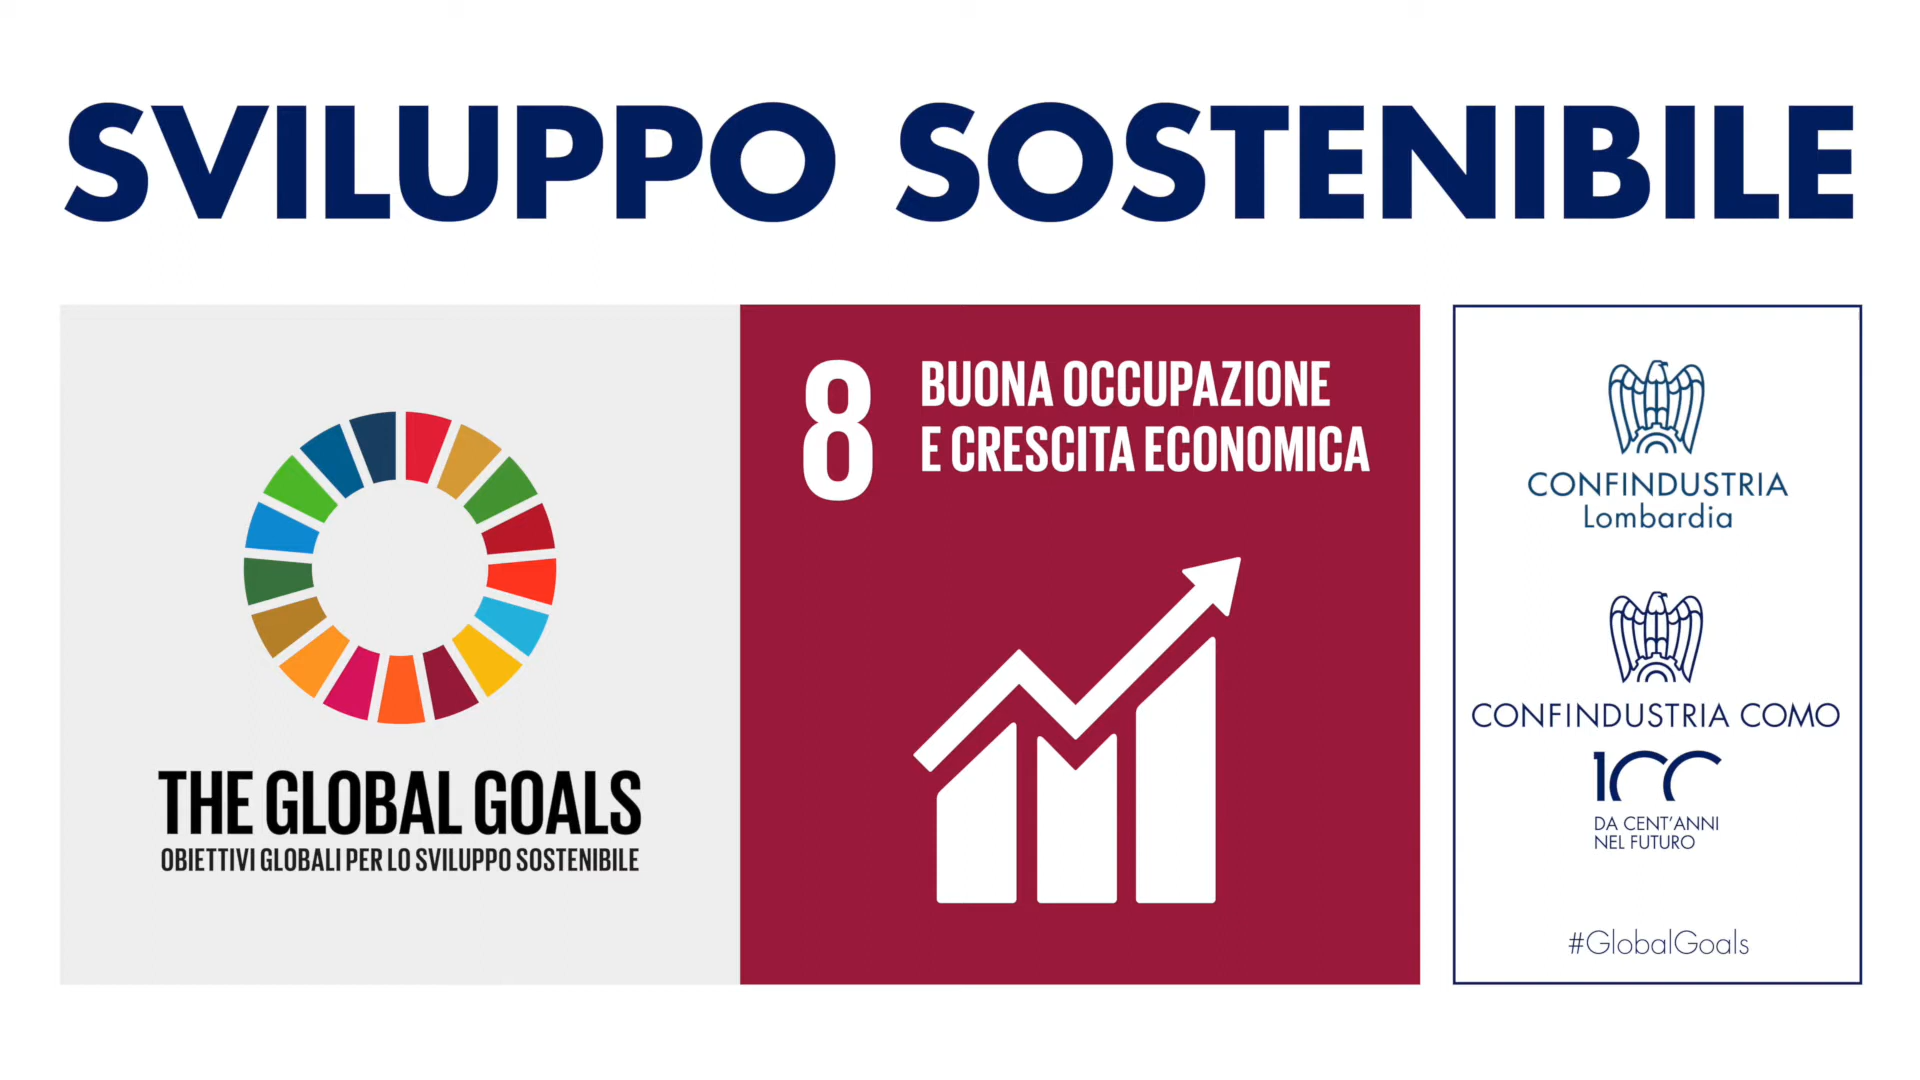 SVILUPPO SOSTENIBILE
THE GLOBAL GOALS
OBIETTIVI GLOBALI PER LO SVILUPPO SOSTENIBILE
8
BUONA OCCUPAZIONE
E CRESCITA ECONOMICA
CONFINDUSTRIA
Lombardia
CONFINDUSTRIA COMO
100
DA CENT'ANNI
NEL FUTURO
#GlobalGoals